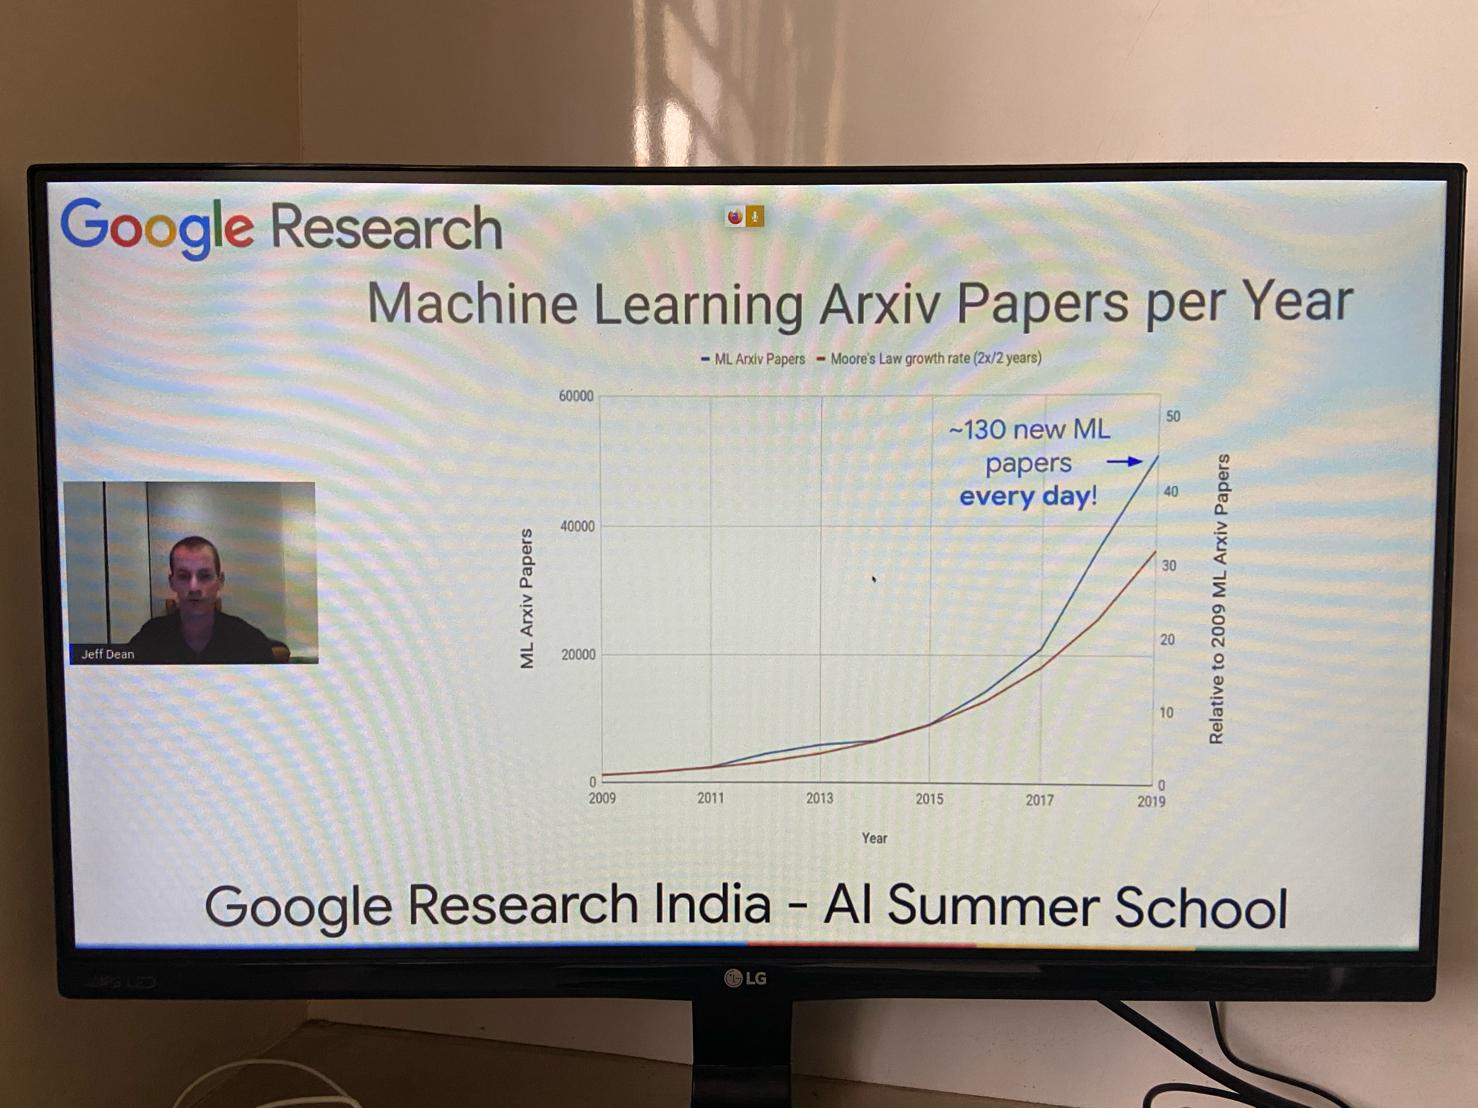 Google Research
Machine Learning Arxiv Papers per Year
ML Arxiv Papers Moore's Law growth rate (2x/2 years)
60000
40000
20000
0
ML Arxiv Papers
~130 new ML
papers
every day!
50
40
30
20
10
0
Relative to 2009 ML Arxiv Papers
2009 2011 2013 2015 2017 2019
Year
Jeff Dean
Google Research India - AI Summer School
LG